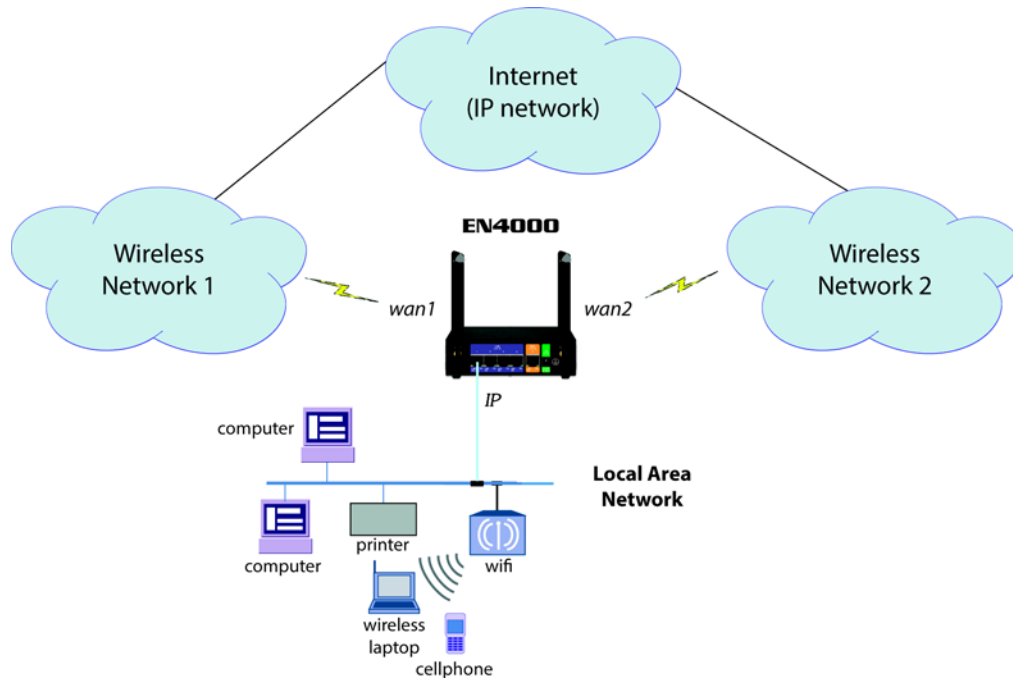 Internet
(IP network)
Wireless
Network 1
EN4000
Wireless
Network 2
wan1
wan2
IP
computer
Local Area
Network
computer
printer
wifi
wireless
laptop
cellphone